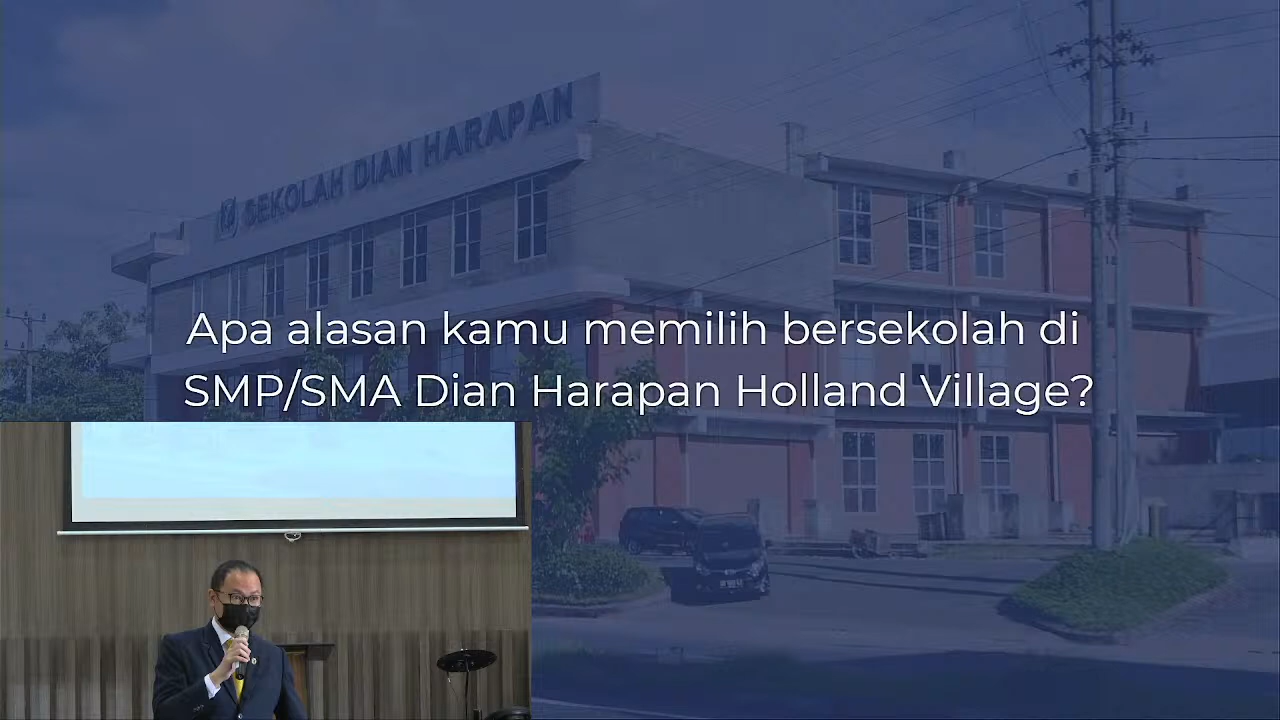 SEKOLAH DIAN HARAPAN
Apa alasan kamu memilih bersekolah di
SMP/SMA Dian Harapan Holland Village?